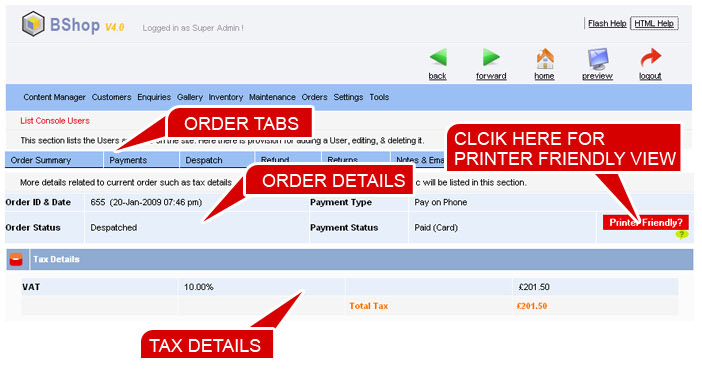 BShop V4.0 Logged in as Super Admin ! Flash Help HTML Help
back forward home preview logout
Content Manager Customers Enquiries Gallery Inventory Maintenance Orders Settings Tools
List Console Users
ORDER TABS
This section lists the Users on the site. Here there is provision for adding a User, editing, & deleting it.
CLCIK HERE FOR
PRINTER FRIENDLY VIEW
Order Summary Payments Despatch Refund Returns Notes &
ORDER DETAILS
More details related to current order such as tax details c will be listed in this section.
Order ID & Date 655 (20-Jan-2009 07:46 pm) Payment Type Pay on Phone
Order Status Despatched Payment Status Paid (Card) Printer Friendly?
?
Tax Details
VAT 10.00% £201.50
Total Tax £201.50
TAX DETAILS